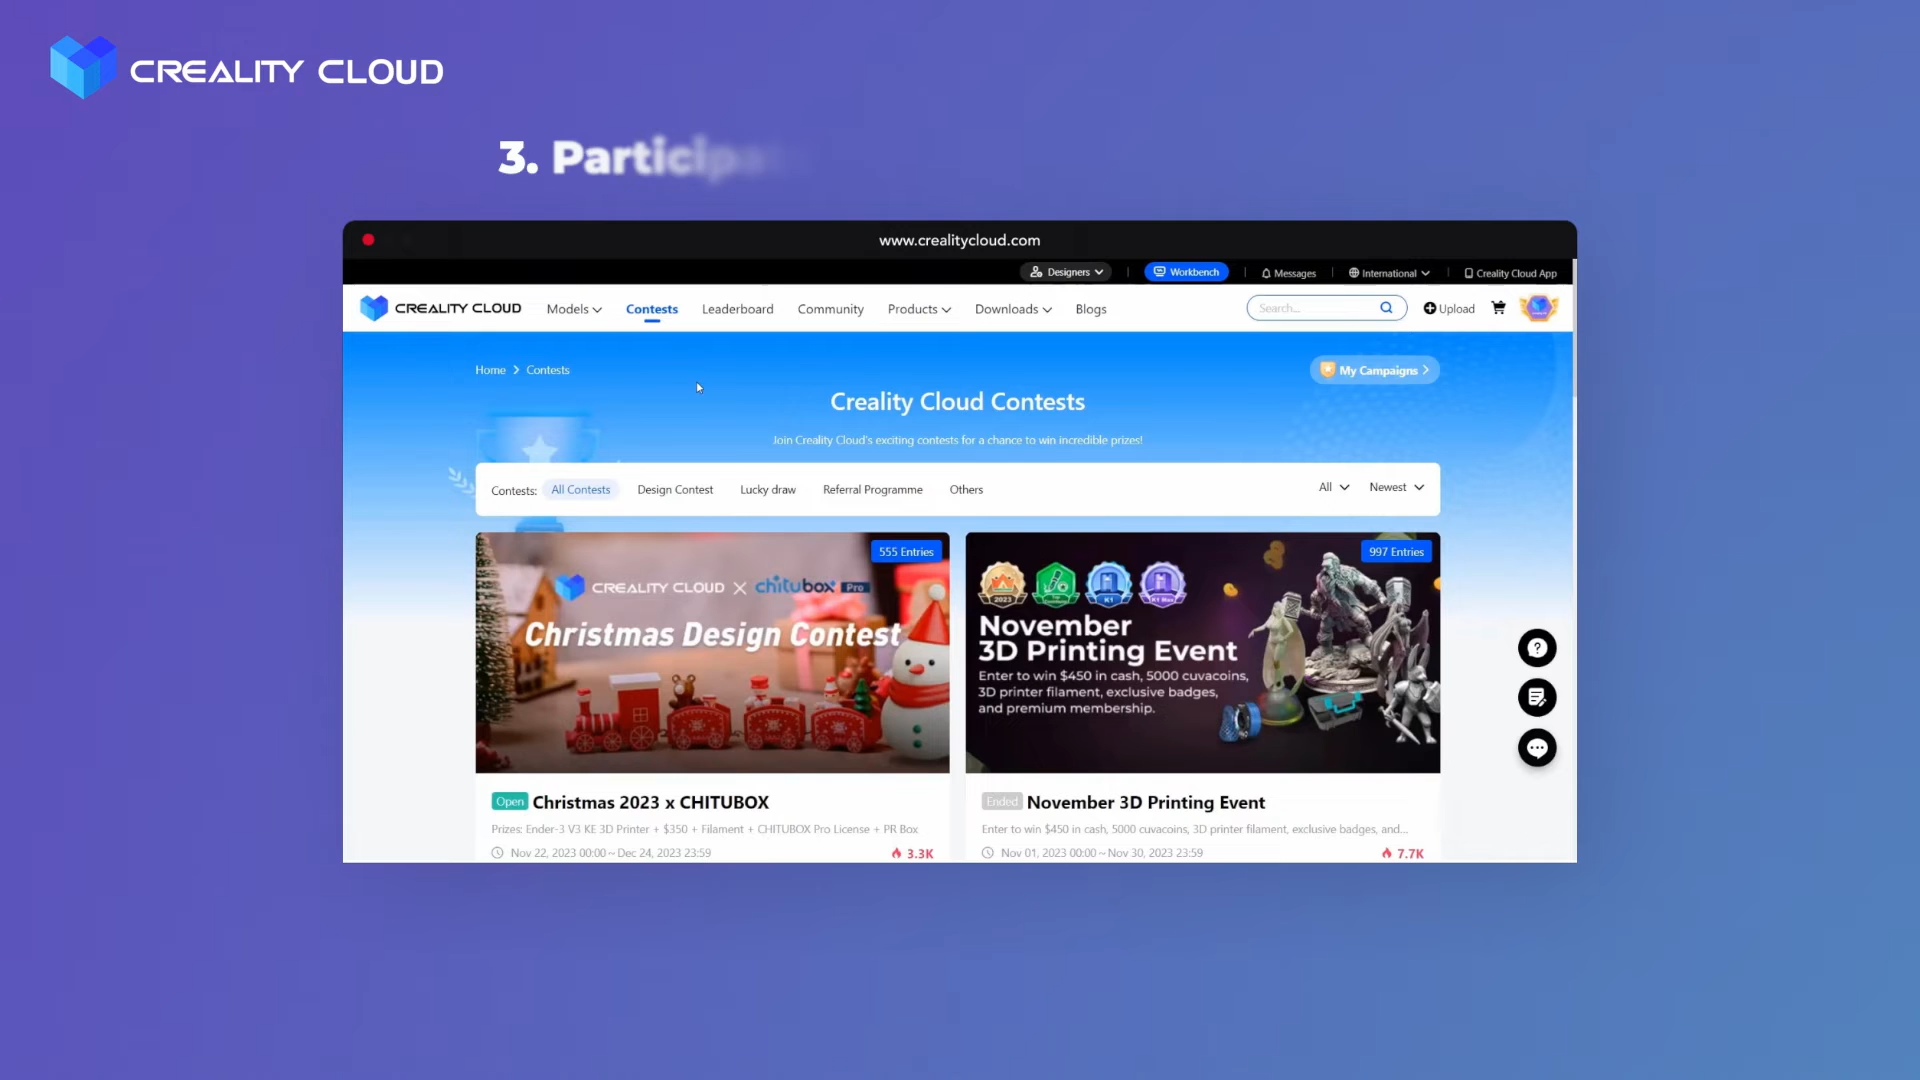 CREALITY CLOUD
3.
www.crealitycloud.com
Designers
Workbench
Messages
International
Creality Cloud App
CREALITY CLOUD
Models
Contests
Leaderboard
Community
Products
Downloads
Blogs
Search...
Upload
Home > Contests
My Campaigns >
Creality Cloud Contests
Join Creality Cloud's exciting contests for a chance to win incredible prizes!
Contests:
All Contests
Design Contest
Lucky draw
Referral Programme
Others
All
Newest
555 Entries
CREALITY CLOUD X chitubox Pro
Christmas Design Contest
Open Christmas 2023 x CHITUBOX
Prizes: Ender-3 V3 KE 3D Printer + $350 + Filament + CHITUBOX Pro License + PR Box
Nov 22, 2023 00:00 ~ Dec 24, 2023 23:59
3.3K
997 Entries
2023
K1
K1 Max
November
3D Printing Event
Enter to win $450 in cash, 5000 cuvacoins,
3D printer filament, exclusive badges,
and premium membership.
Ended November 3D Printing Event
Enter to win $450 in cash, 5000 cuvacoins, 3D printer filament, exclusive badges, and...
Nov 01, 2023 00:00 ~ Nov 30, 2023 23:59
7.7K